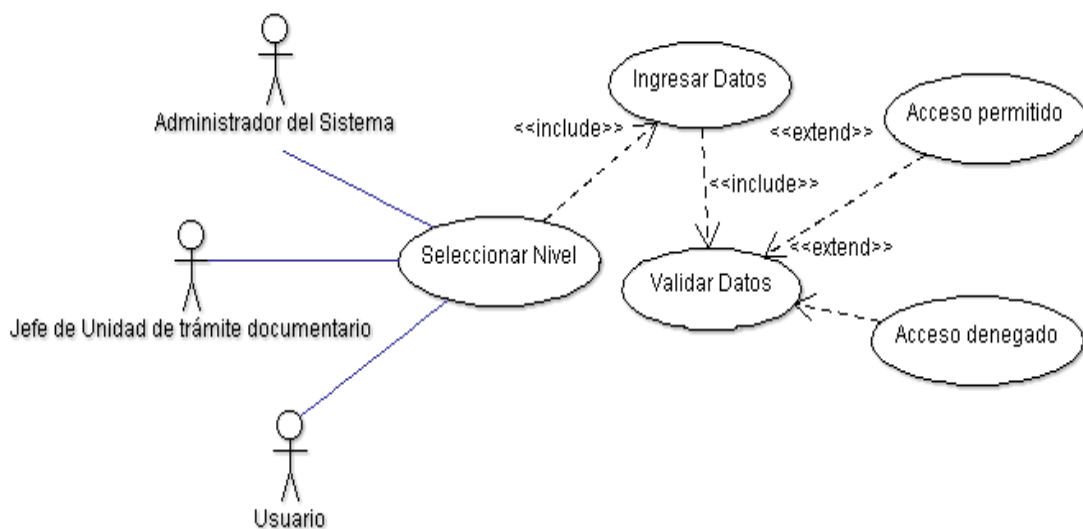 Ingresar Datos
Acceso permitido
Administrador del Sistema
<<include>>
<<extend>>
<<include>>
Seleccionar Nivel
<<extend>>
Validar Datos
Jefe de Unidad de trámite documentario
Acceso denegado
Usuario